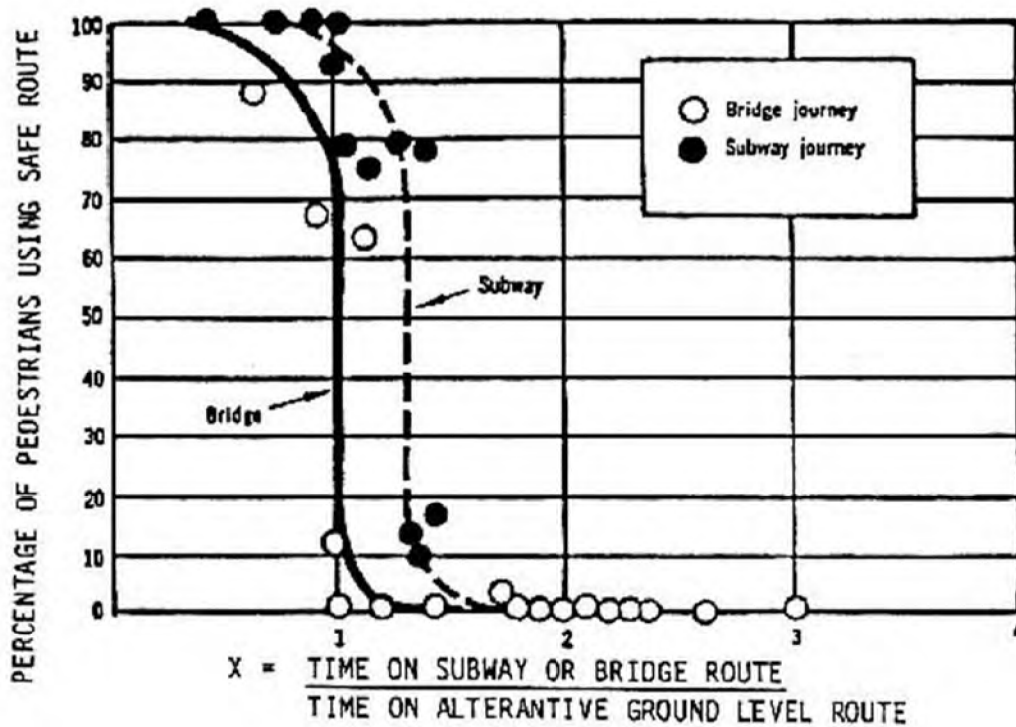 PERCENTAGE OF PEDESTRIANS USING SAFE ROUTE
100
90
80
70
60
50
40
30
20
10
0
Bridge journey
Subway journey
Subway
Bridge
1
2
3
4
X = TIME ON SUBWAY OR BRIDGE ROUTE
TIME ON ALTERANTIVE GROUND LEVEL ROUTE